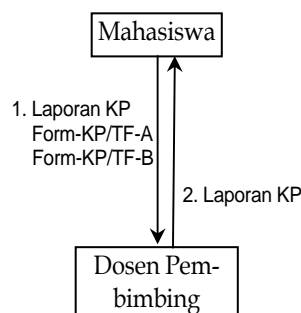 Mahasiswa
1. Laporan KP
Form-KP/TF-A
Form-KP/TF-B
2. Laporan KP
Dosen Pem-
bimbing